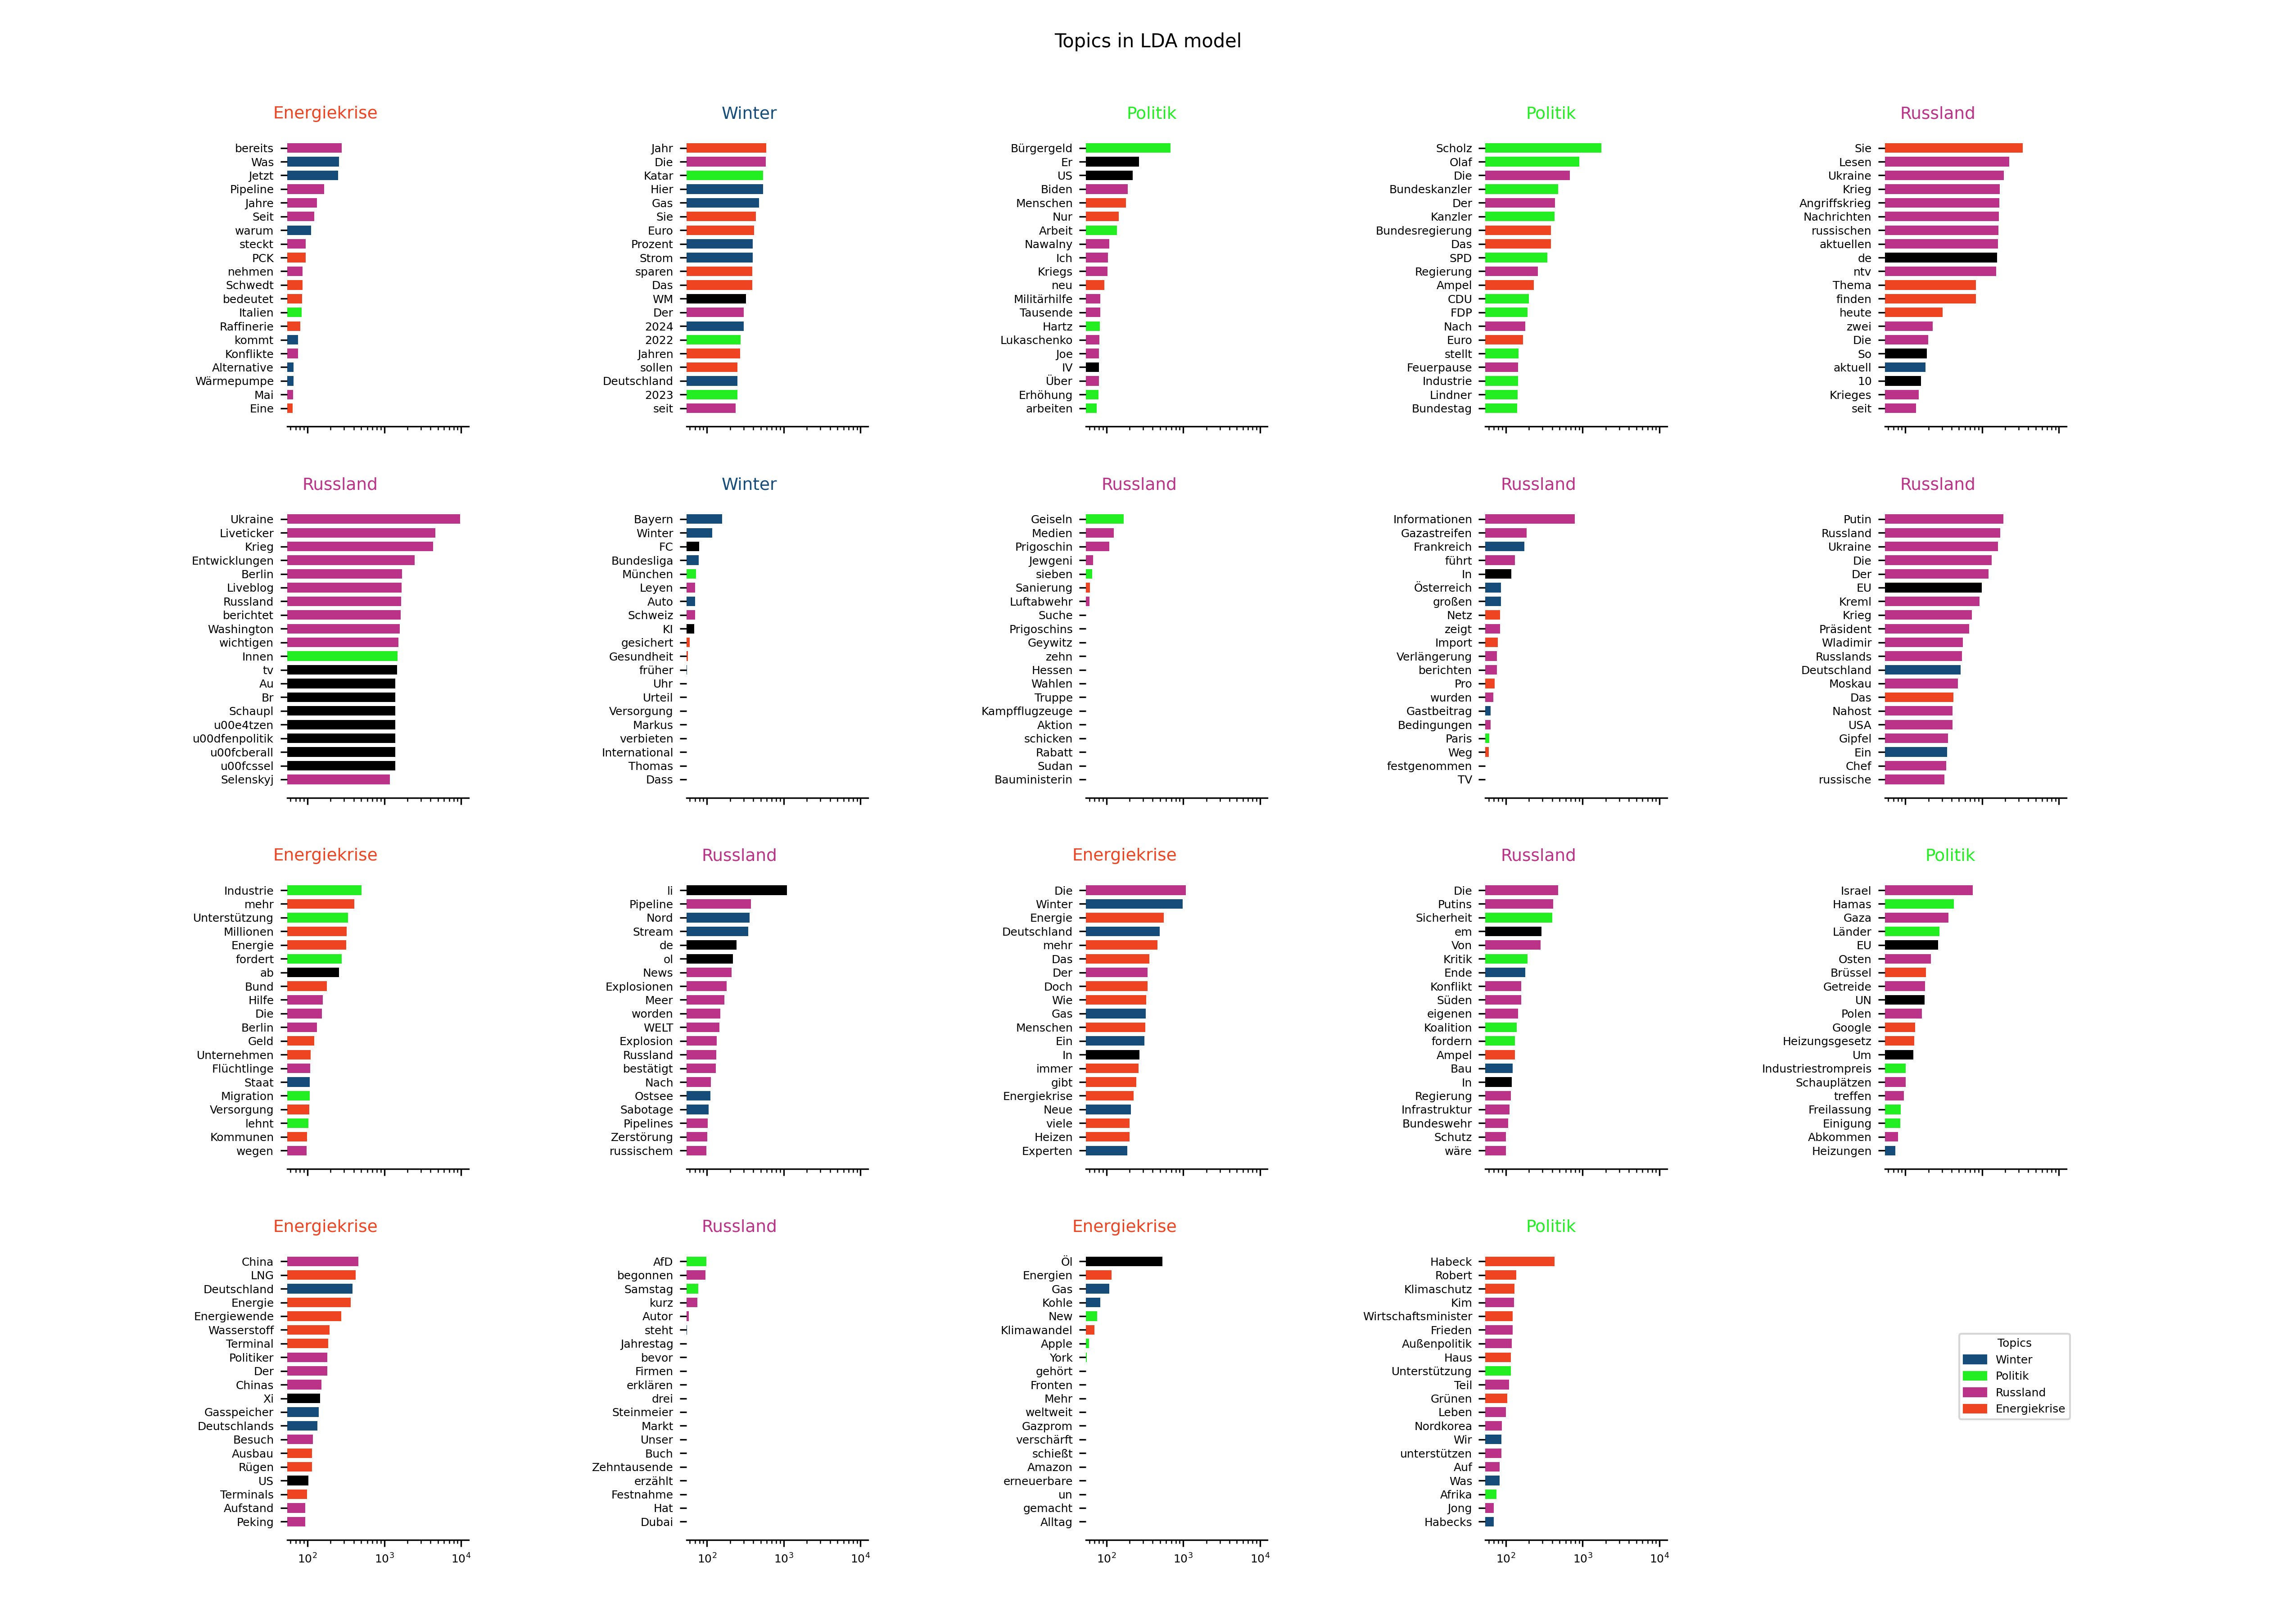 Topics in LDA model
Energiekrise
bereits
Was
Jetzt
Pipeline
Jahre
Seit
warum
steckt
PCK
nehmen
Schwedt
bedeutet
Italien
Raffinerie
kommt
Konflikte
Alternative
Wärmepumpe
Mai
Eine
Winter
Jahr
Die
Katar
Hier
Gas
Sie
Euro
Prozent
Strom
sparen
Das
WM
Der
2024
2022
Jahren
sollen
Deutschland
2023
seit
Politik
Bürgergeld
Er
US
Biden
Menschen
Nur
Arbeit
Nawalny
Ich
Kriegs
neu
Militärhilfe
Tausende
Hartz
Lukaschenko
Joe
IV
Über
Erhöhung
arbeiten
Politik
Scholz
Olaf
Die
Bundeskanzler
Der
Kanzler
Bundesregierung
Das
SPD
Regierung
Ampel
CDU
FDP
Nach
Euro
stellt
Feuerpause
Industrie
Lindner
Bundestag
Russland
Sie
Lesen
Ukraine
Krieg
Angriffskrieg
Nachrichten
russischen
aktuellen
de
ntv
Thema
finden
heute
zwei
Die
So
aktuell
10
Krieges
seit
Russland
Ukraine
Liveticker
Krieg
Entwicklungen
Berlin
Liveblog
Russland
berichtet
Washington
wichtigen
Innen
tv
Au
Br
Schaupl
u00e4tzen
u00dfenpolitik
u00fcberall
u00fcssel
Selenskyj
Winter
Bayern
Winter
FC
Bundesliga
München
Leyen
Auto
Schweiz
KI
gesichert
Gesundheit
früher
Uhr
Urteil
Versorgung
Markus
verbieten
International
Thomas
Dass
Russland
Geiseln
Medien
Prigoschin
Jewgeni
sieben
Sanierung
Luftabwehr
Suche
Prigoschins
Geywitz
zehn
Hessen
Wahlen
Truppe
Kampfflugzeuge
Aktion
schicken
Rabatt
Sudan
Bauministerin
Russland
Informationen
Gazastreifen
Frankreich
führt
In
Österreich
großen
Netz
zeigt
Import
Verlängerung
berichten
Pro
wurden
Gastbeitrag
Bedingungen
Paris
Weg
festgenommen
TV
Russland
Putin
Russland
Ukraine
Die
Der
EU
Kreml
Krieg
Präsident
Wladimir
Russlands
Deutschland
Moskau
Das
Nahost
USA
Gipfel
Ein
Chef
russische
Energiekrise
Industrie
mehr
Unterstützung
Millionen
Energie
fordert
ab
Bund
Hilfe
Die
Berlin
Geld
Unternehmen
Flüchtlinge
Staat
Migration
Versorgung
lehnt
Kommunen
wegen
Russland
li
Pipeline
Nord
Stream
de
ol
News
Explosionen
Meer
worden
WELT
Explosion
Russland
bestätigt
Nach
Ostsee
Sabotage
Pipelines
Zerstörung
russischem
Energiekrise
Die
Winter
Energie
Deutschland
mehr
Das
Der
Doch
Wie
Gas
Menschen
Ein
In
immer
gibt
Energiekrise
Neue
viele
Heizen
Experten
Russland
Die
Putins
Sicherheit
em
Von
Kritik
Ende
Konflikt
Süden
eigenen
Koalition
fordern
Ampel
Bau
In
Regierung
Infrastruktur
Bundeswehr
Schutz
wäre
Politik
Israel
Hamas
Gaza
Länder
EU
Osten
Brüssel
Getreide
UN
Polen
Google
Heizungsgesetz
Um
Industriestrompreis
Schauplätzen
treffen
Freilassung
Einigung
Abkommen
Heizungen
Energiekrise
China
LNG
Deutschland
Energie
Energiewende
Wasserstoff
Terminal
Politiker
Der
Chinas
Xi
Gasspeicher
Deutschlands
Besuch
Ausbau
Rügen
US
Terminals
Aufstand
Peking
10² 10³ 10⁴
Russland
AfD
begonnen
Samstag
kurz
Autor
steht
Jahrestag
bevor
Firmen
erklären
drei
Steinmeier
Markt
Unser
Buch
Zehntausende
erzählt
Festnahme
Hat
Dubai
10² 10³ 10⁴
Energiekrise
Öl
Energien
Gas
Kohle
New
Klimawandel
Apple
York
gehört
Fronten
Mehr
weltweit
Gazprom
verschärft
schießt
Amazon
erneuerbare
un
gemacht
Alltag
10² 10³ 10⁴
Politik
Habeck
Robert
Klimaschutz
Kim
Wirtschaftsminister
Frieden
Außenpolitik
Haus
Unterstützung
Teil
Grünen
Leben
Nordkorea
Wir
unterstützen
Auf
Was
Afrika
Jong
Habecks
10² 10³ 10⁴
Topics
Winter
Politik
Russland
Energiekrise